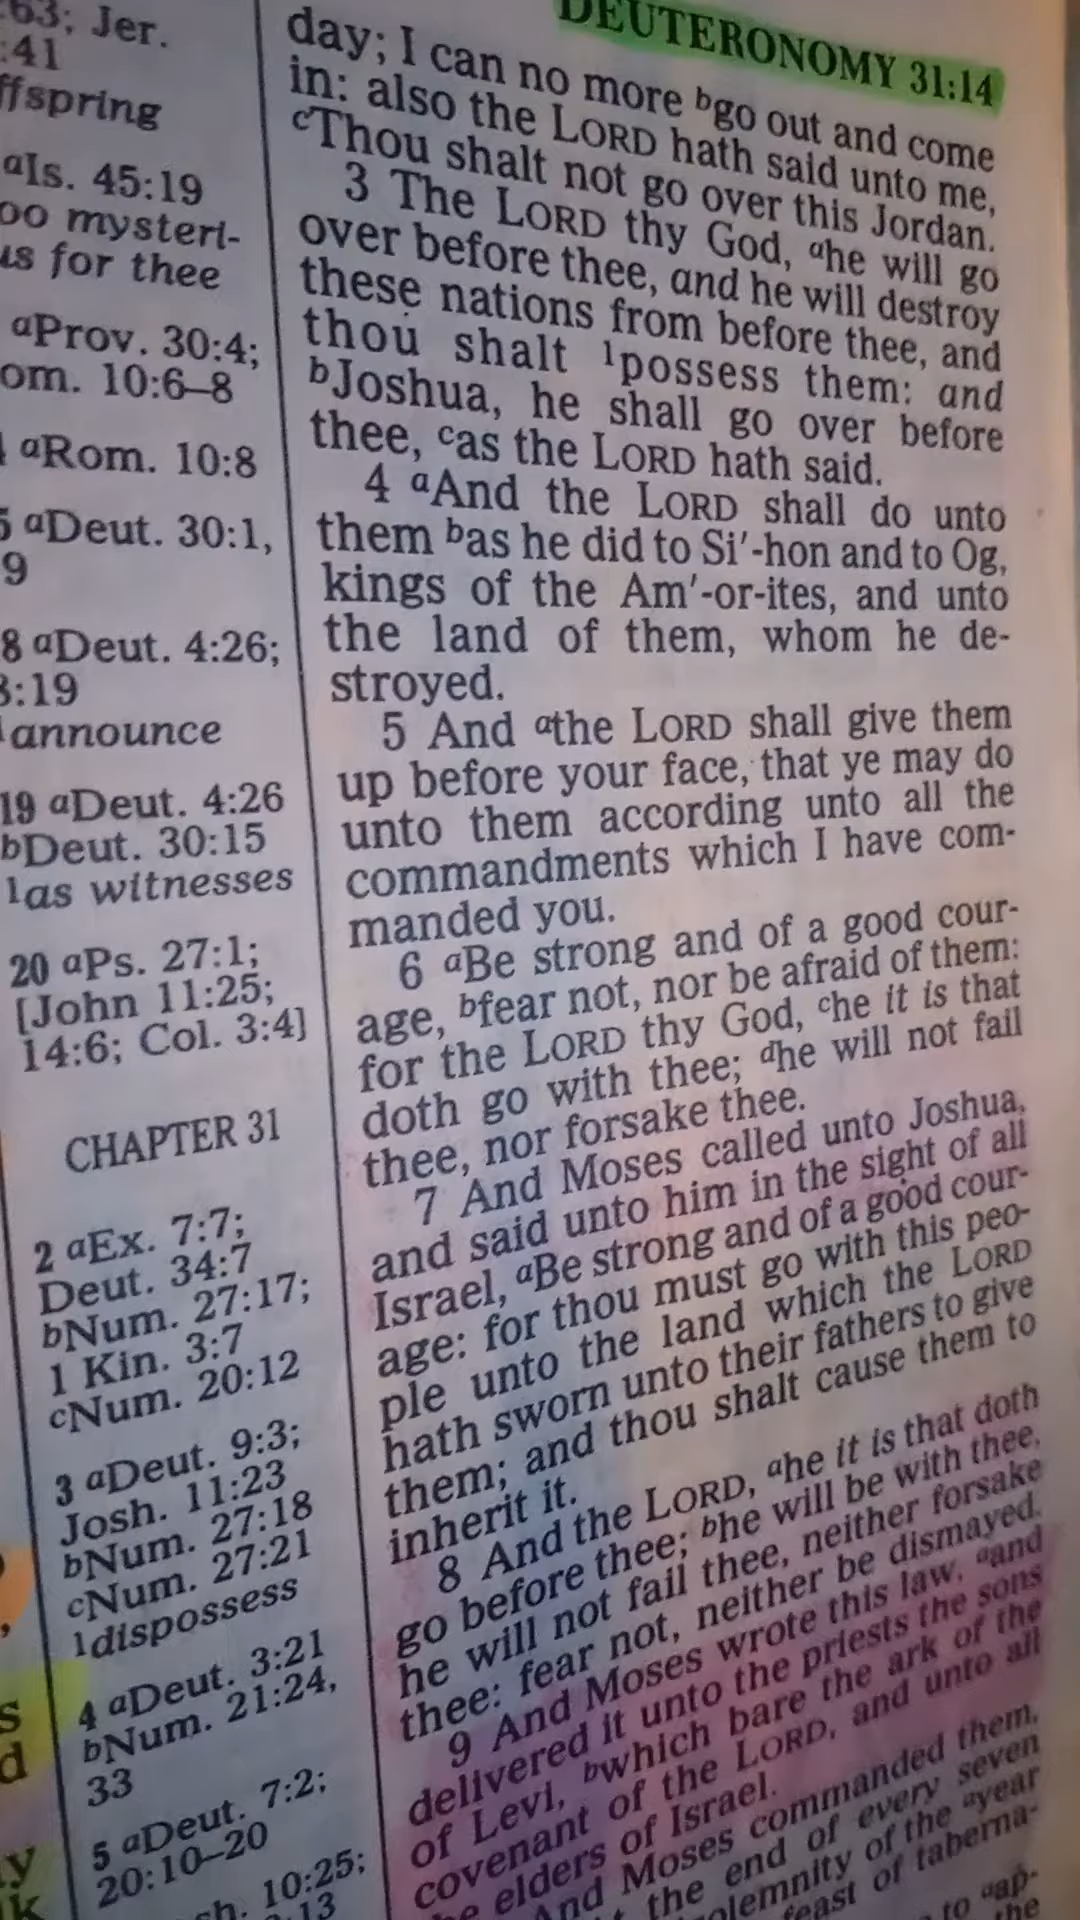 63; Jer.
:41
ffspring
aIs. 45:19
oo mysteri-
us for thee
aProv. 30:4;
om. 10:6–8
aRom. 10:8
5 aDeut. 30:1,
9
8 aDeut. 4:26;
8:19
1announce
19 aDeut. 4:26
bDeut. 30:15
1as witnesses
20 aPs. 27:1;
[John 11:25;
14:6; Col. 3:4]
CHAPTER 31
2 aEx. 7:7;
Deut. 34:7
bNum. 27:17;
1 Kin. 3:7
cNum. 20:12
3 aDeut. 9:3;
Josh. 11:23
bNum. 27:18
cNum. 27:21
1dispossess
4 aDeut. 3:21
bNum. 21:24,
33
5 aDeut. 7:2;
20:10–20
sh. 10:25;
:13
DEUTERONOMY 31:14
day; I can no more bgo out and come
in: also the LORD hath said unto me,
cThou shalt not go over this Jordan.
3 The LORD thy God, ahe will go
over before thee, and he will destroy
these nations from before thee, and
thou shalt 1possess them: and
bJoshua, he shall go over before
thee, cas the LORD hath said.
4 aAnd the LORD shall do unto
them bas he did to Si′-hon and to Og,
kings of the Am′-or-ites, and unto
the land of them, whom he de-
stroyed.
5 And athe LORD shall give them
up before your face, that ye may do
unto them according unto all the
commandments which I have com-
manded you.
6 aBe strong and of a good cour-
age, bfear not, nor be afraid of them:
for the LORD thy God, che it is that
doth go with thee; dhe will not fail
thee, nor forsake thee.
7 And Moses called unto Joshua,
and said unto him in the sight of all
Israel, aBe strong and of a good cour-
age: for thou must go with this peo-
ple unto the land which the LORD
hath sworn unto their fathers to give
them; and thou shalt cause them to
inherit it.
8 And the LORD, ahe it is that doth
go before thee; bhe will be with thee,
he will not fail thee, neither forsake
thee: fear not, neither be dismayed.
9 And Moses wrote this law, aand
delivered it unto the priests the sons
of Levi, bwhich bare the ark of the
covenant of the LORD, and unto all
he elders of Israel.
And Moses commanded them,
the end of every seven
olemnity of the ayear
feast of taberna-
to aap-
the